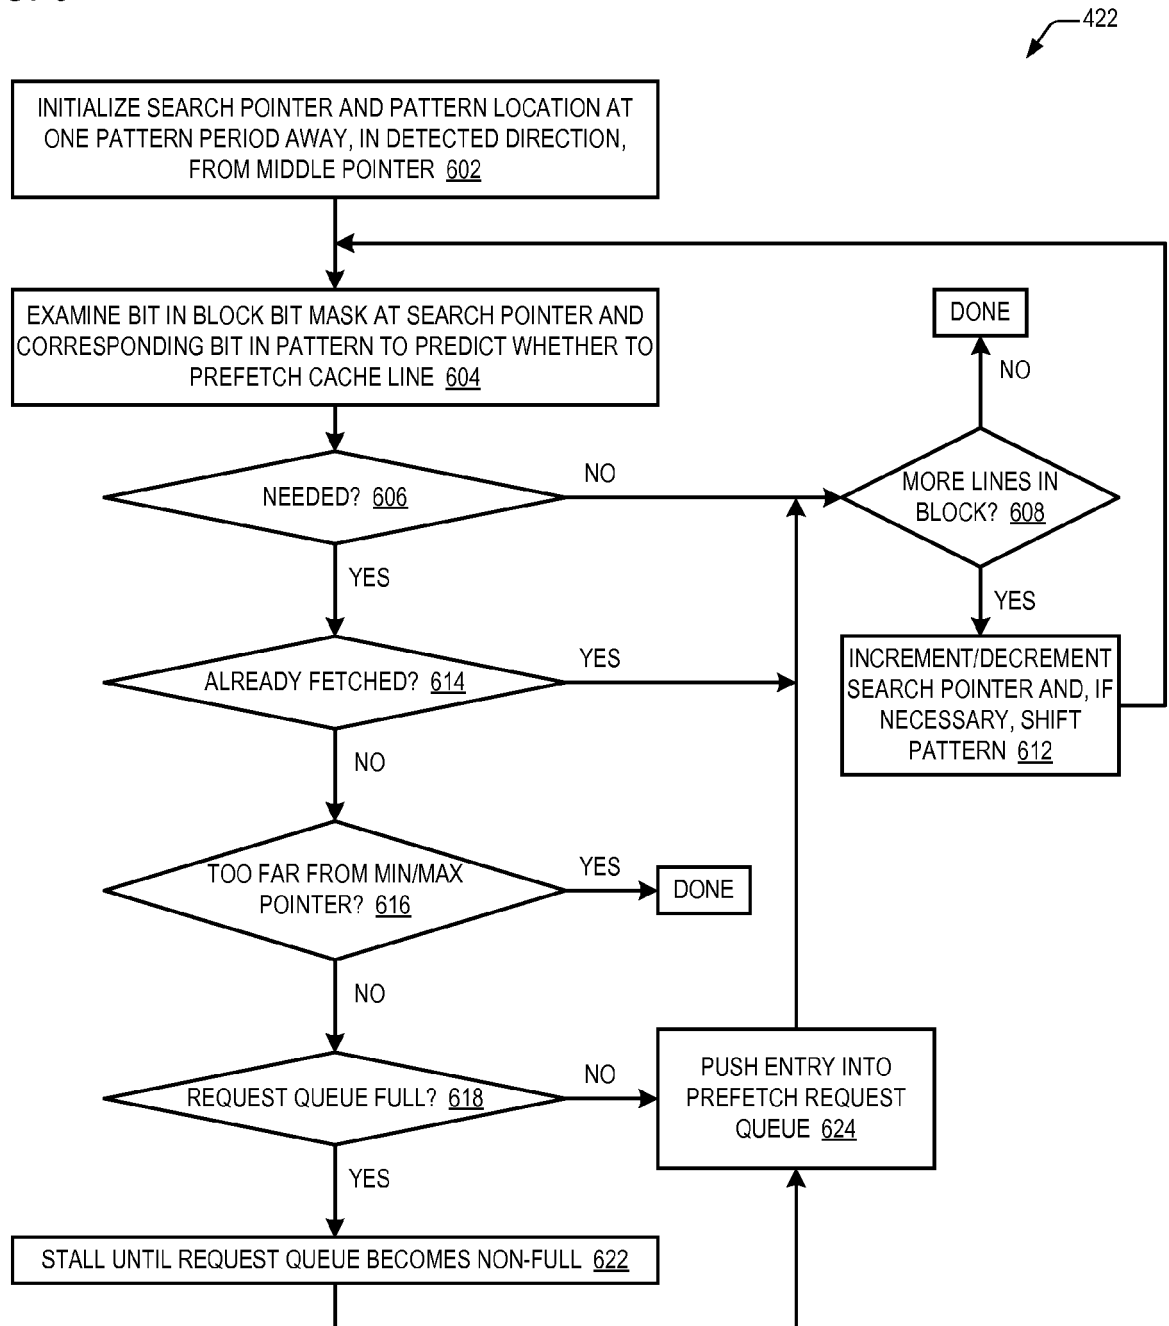 422
INITIALIZE SEARCH POINTER AND PATTERN LOCATION AT
ONE PATTERN PERIOD AWAY, IN DETECTED DIRECTION,
FROM MIDDLE POINTER 602
EXAMINE BIT IN BLOCK BIT MASK AT SEARCH POINTER AND
CORRESPONDING BIT IN PATTERN TO PREDICT WHETHER TO
PREFETCH CACHE LINE 604
DONE
NO
NEEDED? 606
NO
MORE LINES IN
BLOCK? 608
YES
YES
ALREADY FETCHED? 614
YES
INCREMENT/DECREMENT
SEARCH POINTER AND, IF
NECESSARY, SHIFT
PATTERN 612
NO
TOO FAR FROM MIN/MAX
POINTER? 616
YES
DONE
NO
REQUEST QUEUE FULL? 618
NO
PUSH ENTRY INTO
PREFETCH REQUEST
QUEUE 624
YES
STALL UNTIL REQUEST QUEUE BECOMES NON-FULL 622